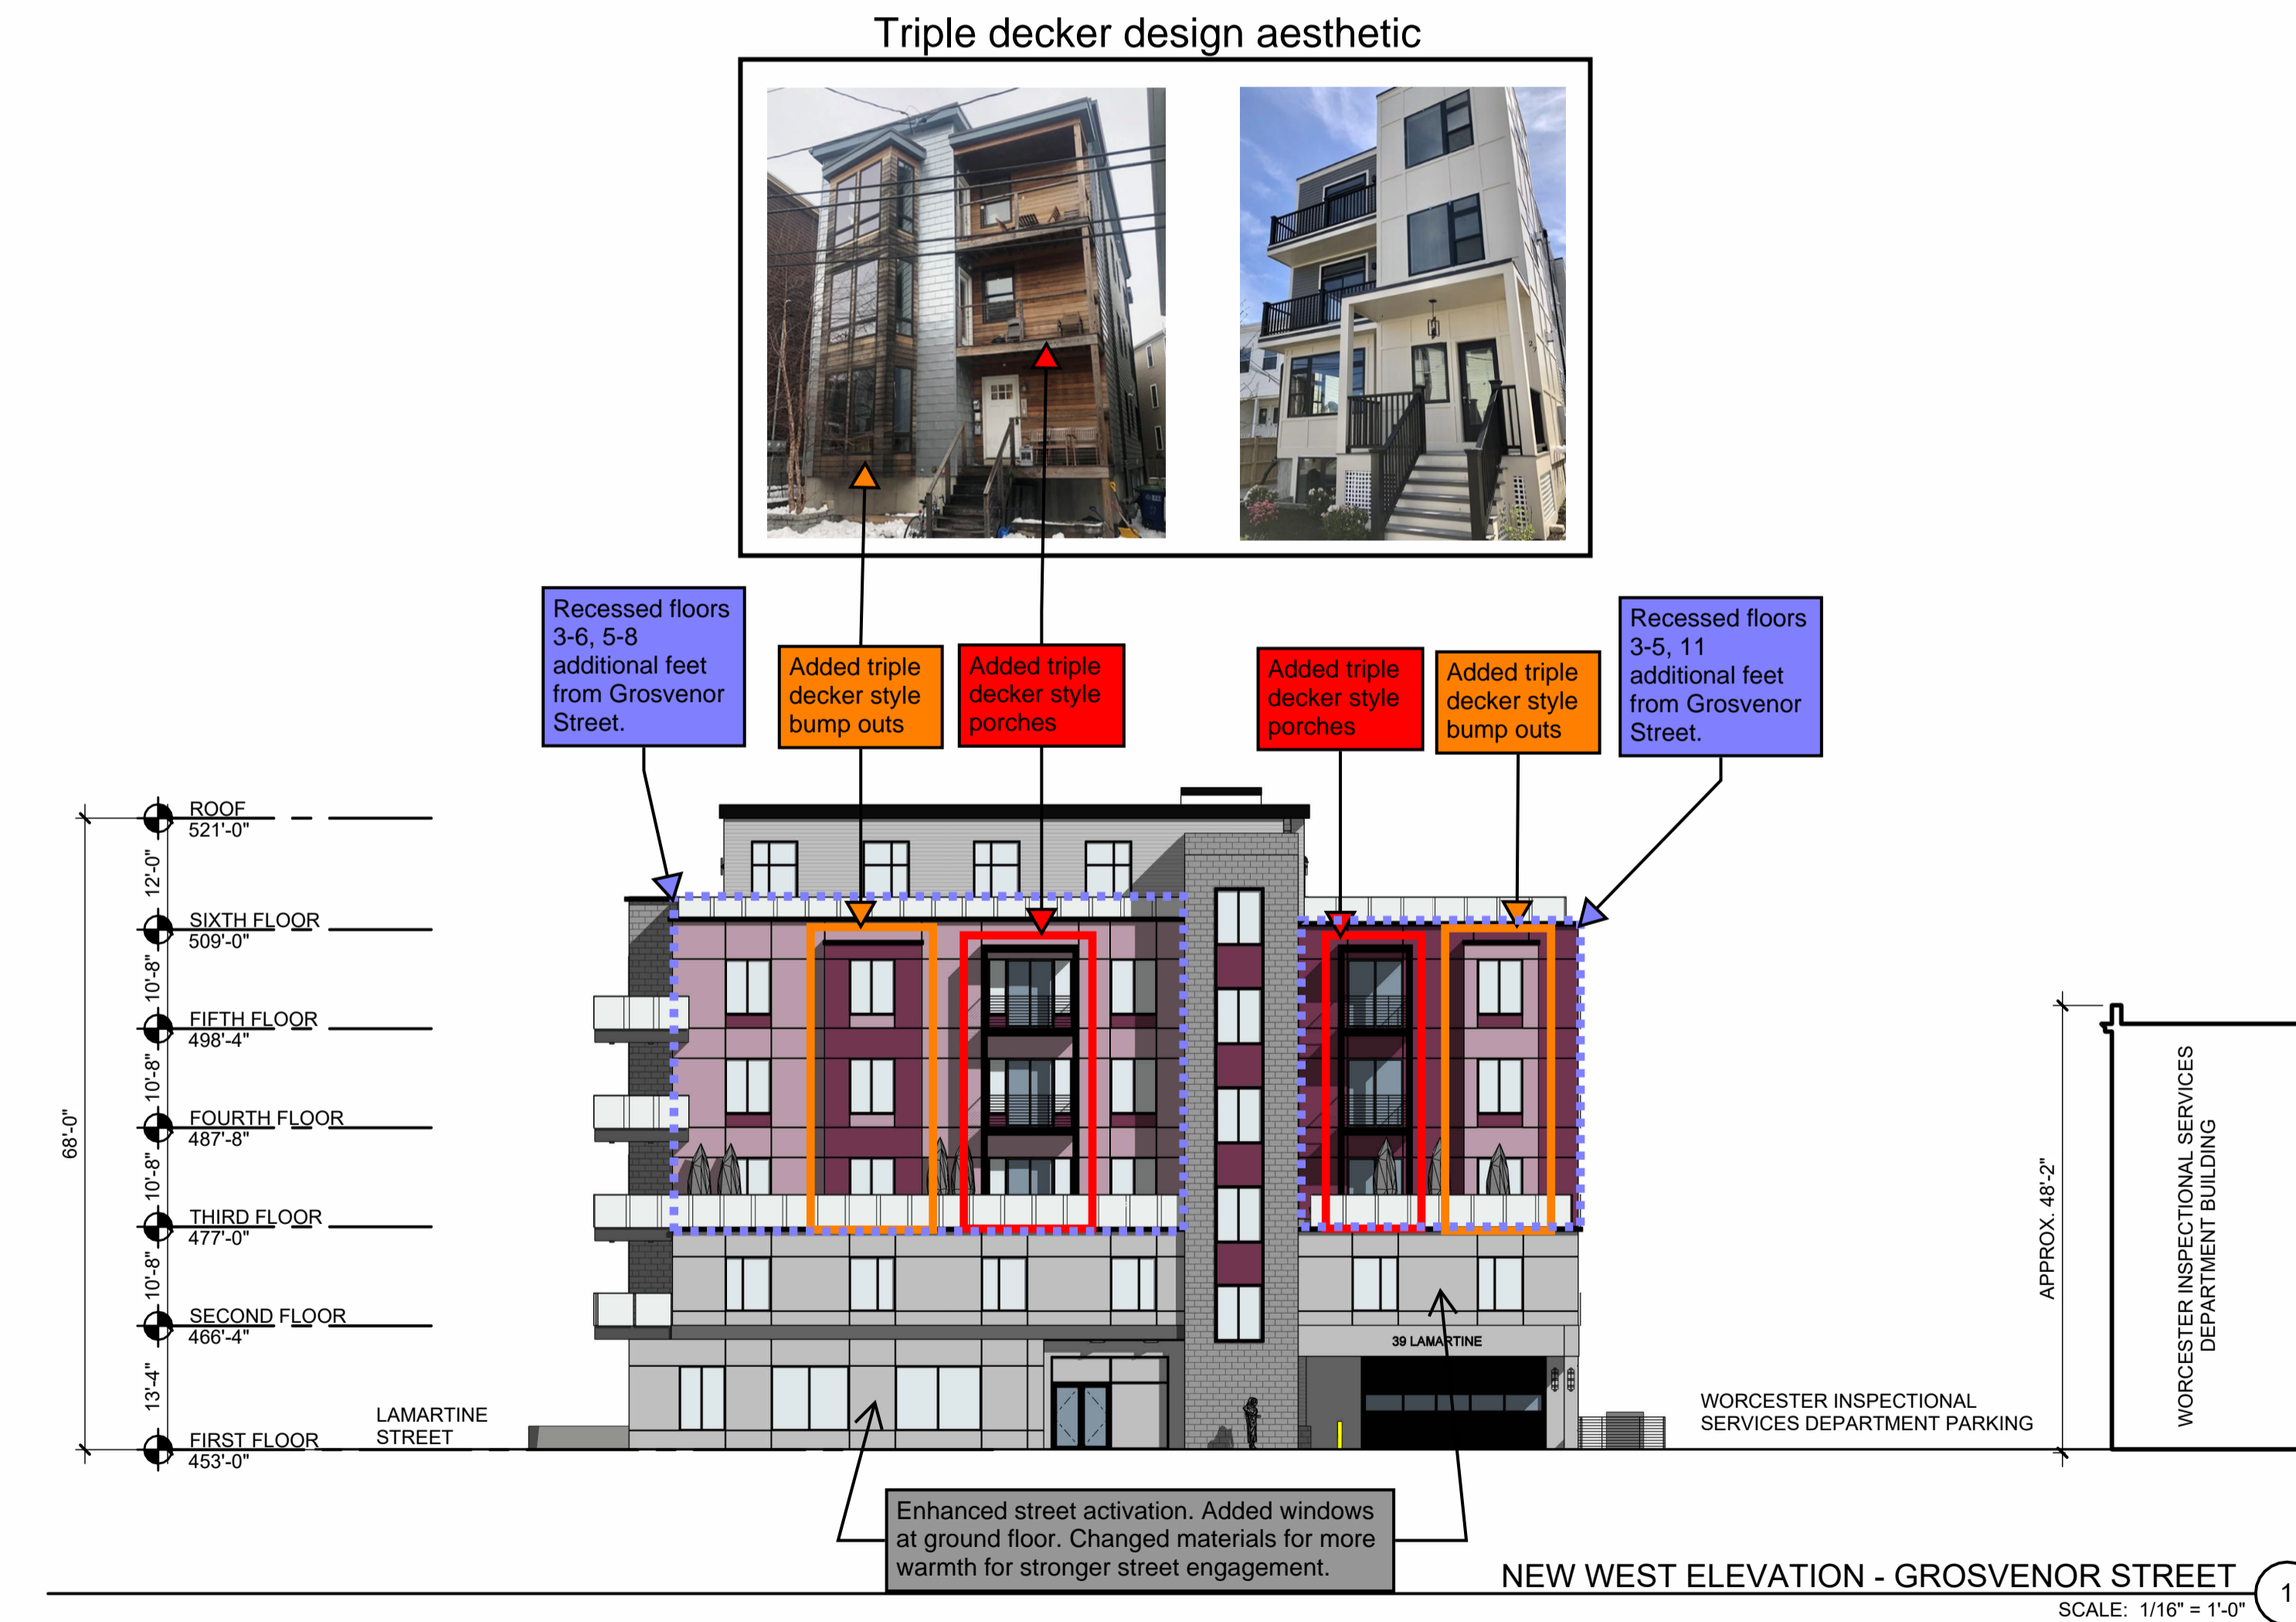 Triple decker design aesthetic
Recessed floors
3-6, 5-8
additional feet
from Grosvenor
Street.
Added triple
decker style
bump outs
Added triple
decker style
porches
Added triple
decker style
porches
Added triple
decker style
bump outs
Recessed floors
3-5, 11
additional feet
from Grosvenor
Street.
ROOF
521'-0"
12'-0"
SIXTH FLOOR
509'-0"
10'-8"
FIFTH FLOOR
498'-4"
10'-8"
FOURTH FLOOR
487'-8"
10'-8"
THIRD FLOOR
477'-0"
10'-8"
SECOND FLOOR
466'-4"
13'-4"
FIRST FLOOR
453'-0"
68'-0"
LAMARTINE
STREET
39 LAMARTINE
WORCESTER INSPECTIONAL
SERVICES DEPARTMENT PARKING
APPROX. 48'-2"
WORCESTER INSPECTIONAL SERVICES
DEPARTMENT BUILDING
Enhanced street activation. Added windows
at ground floor. Changed materials for more
warmth for stronger street engagement.
NEW WEST ELEVATION - GROSVENOR STREET
1
SCALE: 1/16" = 1'-0"